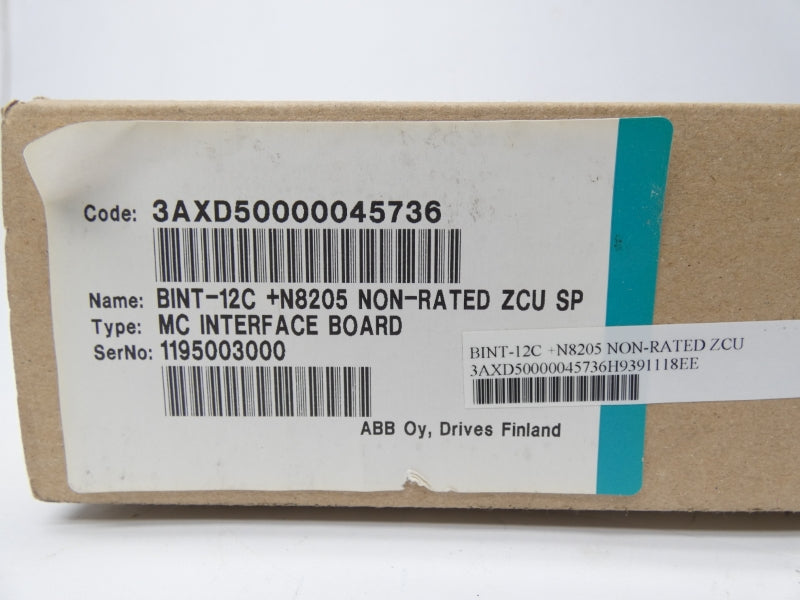 Code: 3AXD50000045736
Name: BINT-12C +N8205 NON-RATED ZCU SP
Type: MC INTERFACE BOARD
SerNo: 1195003000
BINT-12C +N8205 NON-RATED ZCU
3AXD50000045736H9391118EE
ABB Oy, Drives Finland